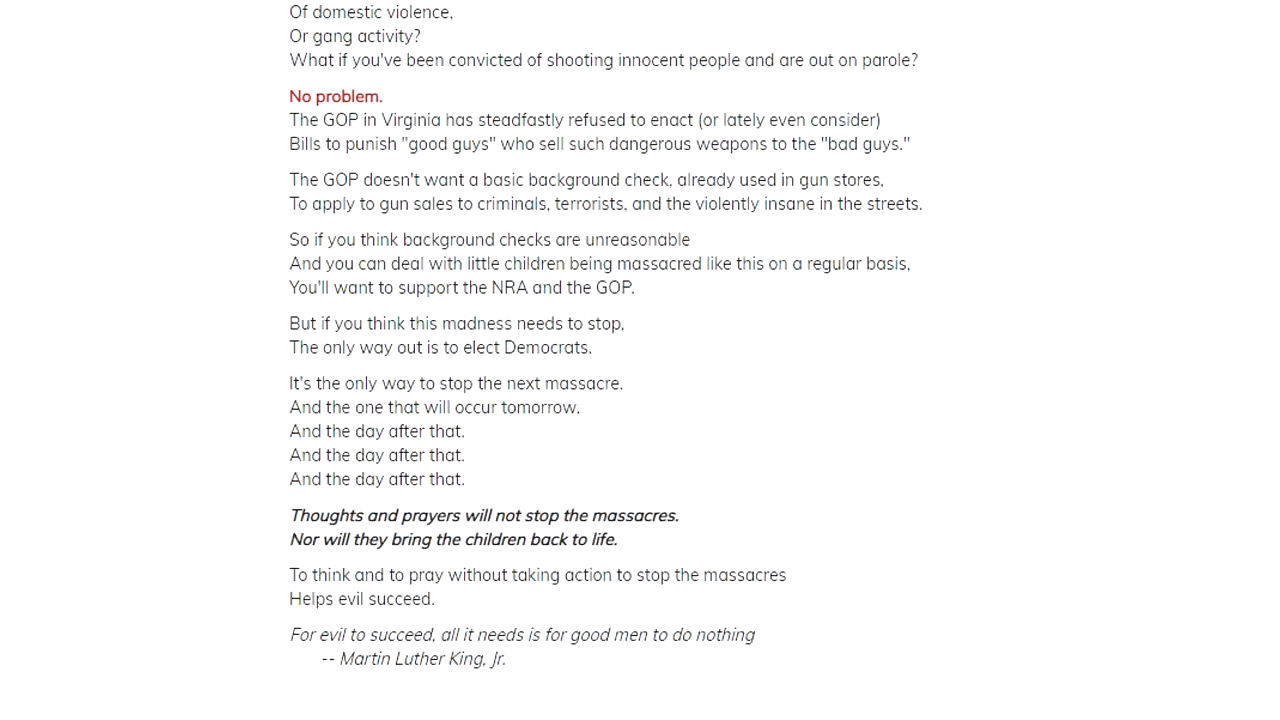 Of domestic violence,
Or gang activity?
What if you've been convicted of shooting innocent people and are out on parole?
No problem.
The GOP in Virginia has steadfastly refused to enact (or lately even consider)
Bills to punish "good guys" who sell such dangerous weapons to the "bad guys."
The GOP doesn't want a basic background check, already used in gun stores,
To apply to gun sales to criminals, terrorists, and the violently insane in the streets.
So if you think background checks are unreasonable
And you can deal with little children being massacred like this on a regular basis,
You'll want to support the NRA and the GOP.
But if you think this madness needs to stop,
The only way out is to elect Democrats.
It's the only way to stop the next massacre.
And the one that will occur tomorrow.
And the day after that.
And the day after that.
And the day after that.
Thoughts and prayers will not stop the massacres.
Nor will they bring the children back to life.
To think and to pray without taking action to stop the massacres
Helps evil succeed.
For evil to succeed, all it needs is for good men to do nothing
-- Martin Luther King, Jr.